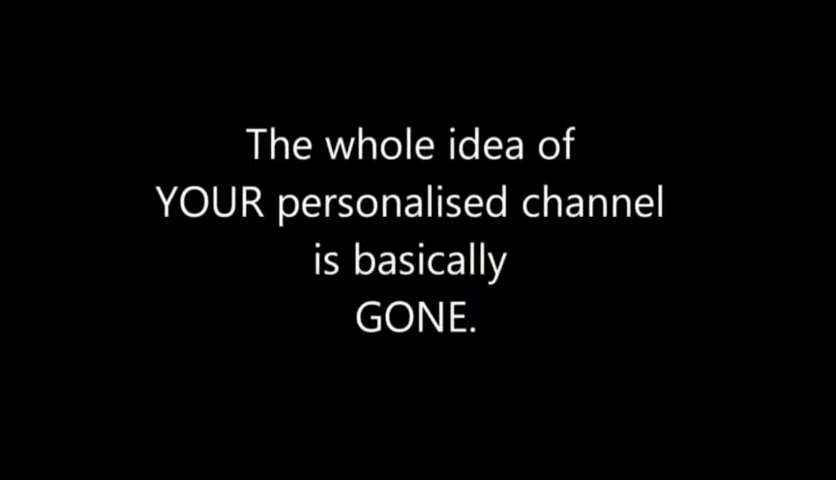 The whole idea of
YOUR personalised channel
is basically
GONE.